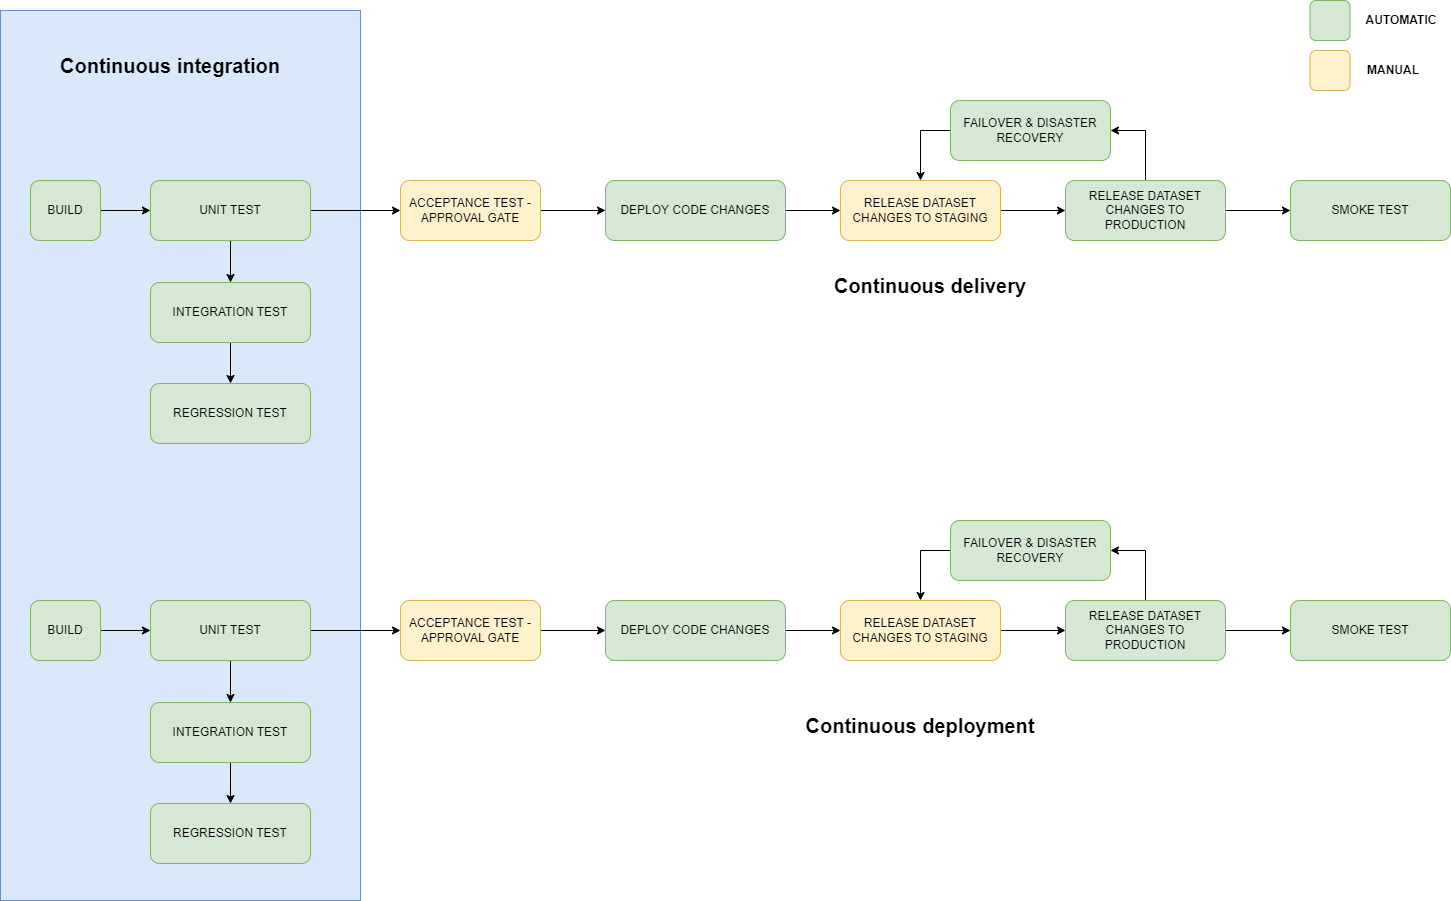 AUTOMATIC
MANUAL
Continuous integration
FAILOVER & DISASTER
RECOVERY
BUILD
UNIT TEST
ACCEPTANCE TEST -
APPROVAL GATE
DEPLOY CODE CHANGES
RELEASE DATASET
CHANGES TO STAGING
RELEASE DATASET
CHANGES TO
PRODUCTION
SMOKE TEST
Continuous delivery
INTEGRATION TEST
REGRESSION TEST
FAILOVER & DISASTER
RECOVERY
BUILD
UNIT TEST
ACCEPTANCE TEST -
APPROVAL GATE
DEPLOY CODE CHANGES
RELEASE DATASET
CHANGES TO STAGING
RELEASE DATASET
CHANGES TO
PRODUCTION
SMOKE TEST
Continuous deployment
INTEGRATION TEST
REGRESSION TEST